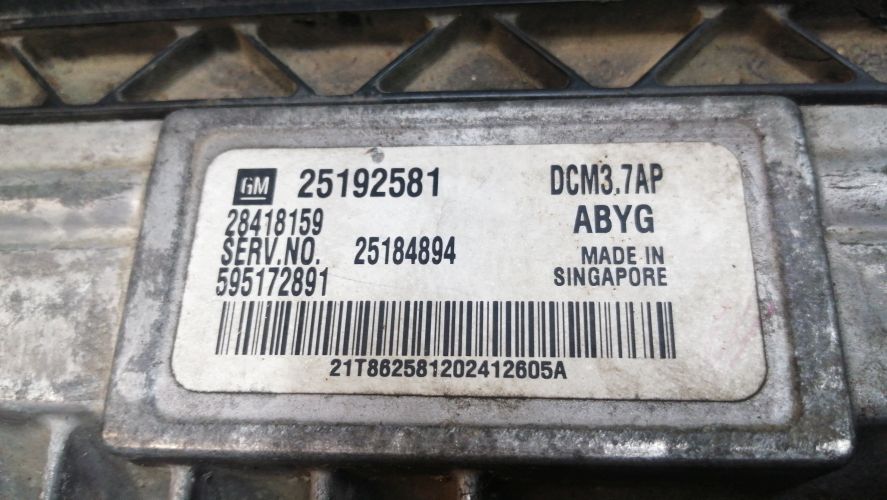 GM 25192581 DCM3.7AP
28418159 ABYG
SERV.NO. 25184894 MADE IN
595172891 SINGAPORE
21T862581202412605A